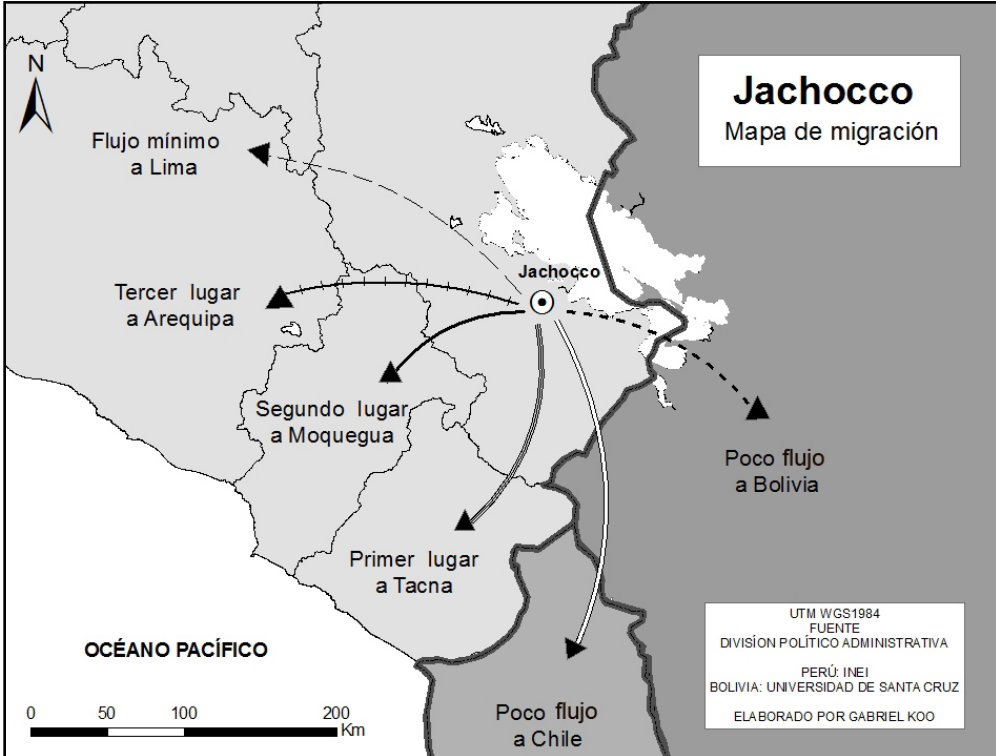 Jachocco
Mapa de migración
N
Flujo mínimo
a Lima
Jachocco
Tercer lugar
a Arequipa
Segundo lugar
a Moquegua
Poco flujo
a Bolivia
Primer lugar
a Tacna
OCÉANO PACÍFICO
Poco flujo
a Chile
0 50 100 200
Km
UTM WGS1984
FUENTE
DIVISÍON POLÍTICO ADMINISTRATIVA
PERÚ: INEI
BOLIVIA: UNIVERSIDAD DE SANTA CRUZ
ELABORADO POR GABRIEL KOO